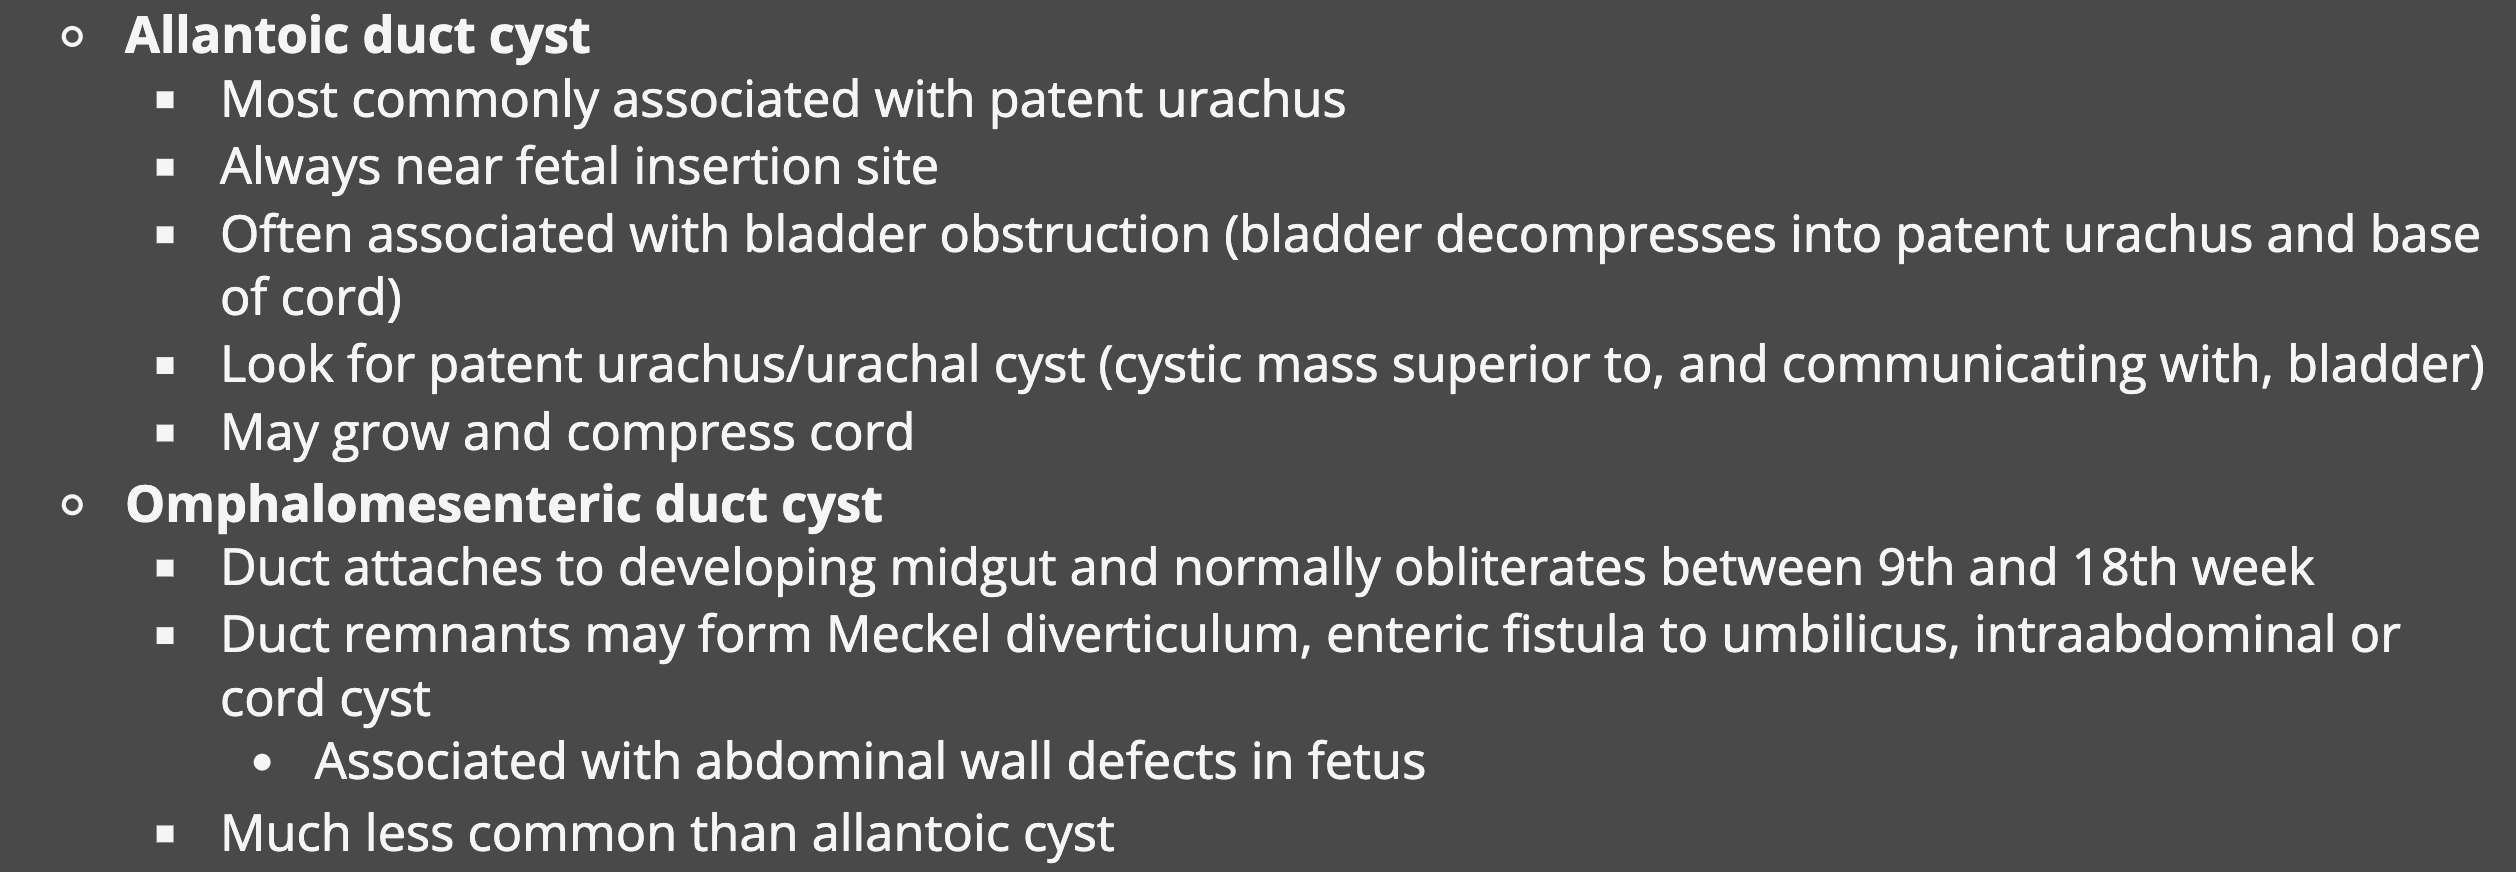 Allantoic duct cyst
Most commonly associated with patent urachus
Always near fetal insertion site
Often associated with bladder obstruction (bladder decompresses into patent urachus and base
of cord)
Look for patent urachus/urachal cyst (cystic mass superior to, and communicating with, bladder)
May grow and compress cord
Omphalomesenteric duct cyst
Duct attaches to developing midgut and normally obliterates between 9th and 18th week
Duct remnants may form Meckel diverticulum, enteric fistula to umbilicus, intraabdominal or
cord cyst
Associated with abdominal wall defects in fetus
Much less common than allantoic cyst